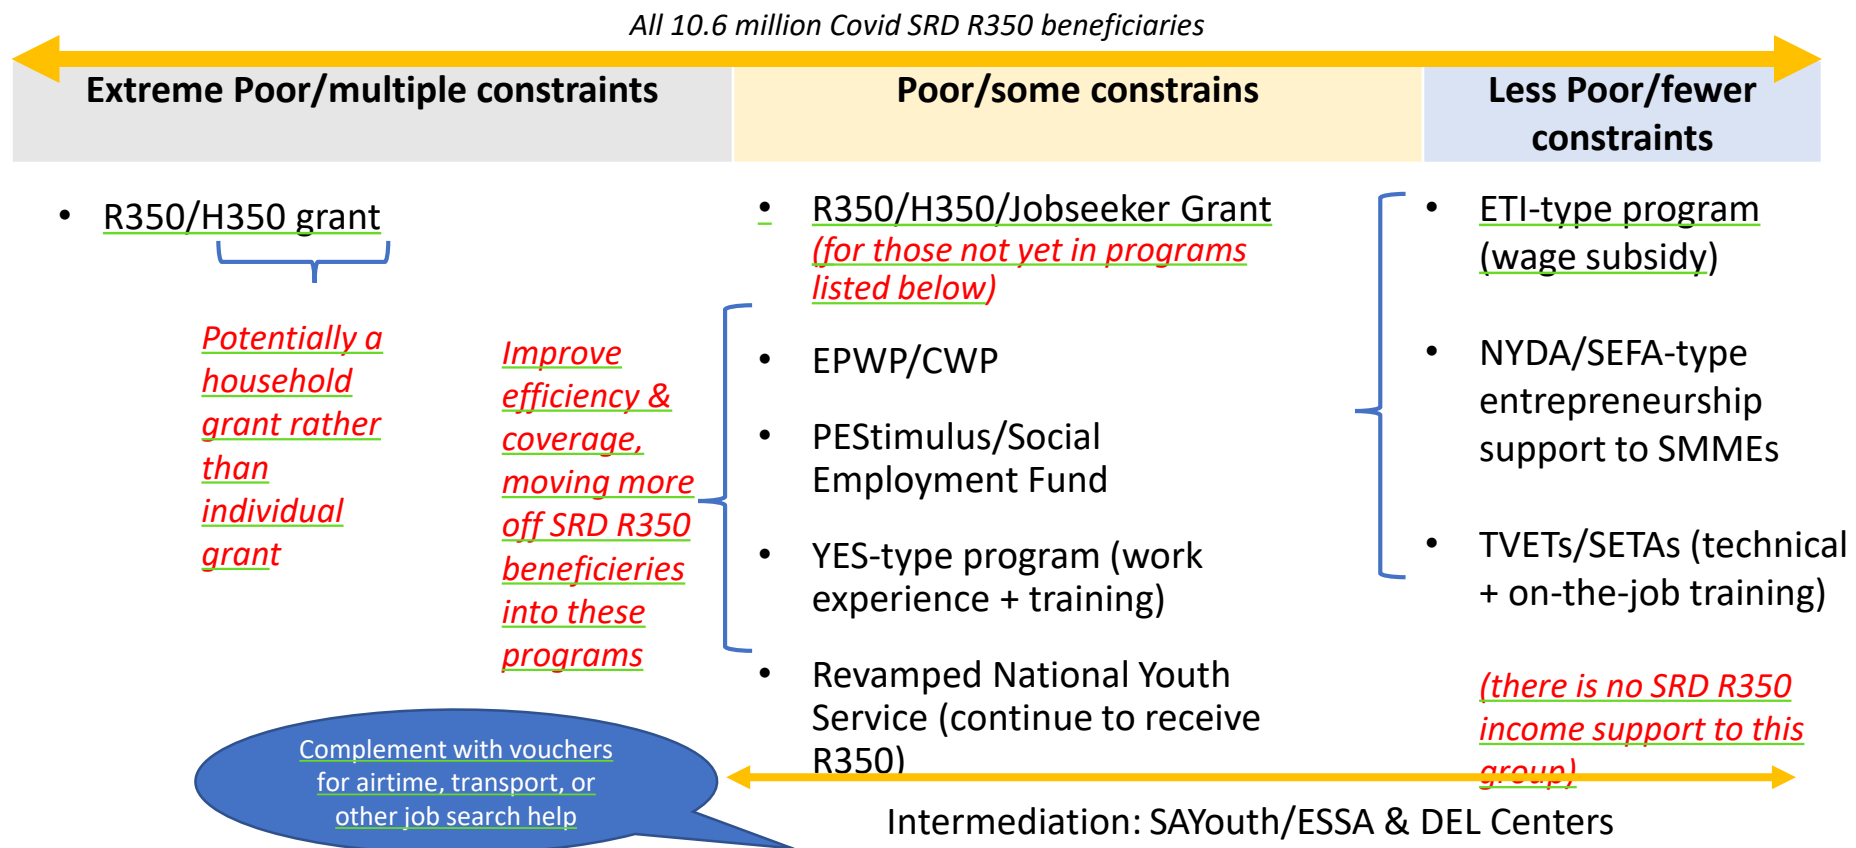 All 10.6 million Covid SRD R350 beneficiaries
Extreme Poor/multiple constraints
Poor/some constrains
Less Poor/fewer
constraints
• R350/H350 grant
Potentially a
household
grant rather
than
individual
grant
Improve
efficiency &
coverage,
moving more
off SRD R350
beneficieries
into these
programs
• R350/H350/Jobseeker Grant
(for those not yet in programs
listed below)
• EPWP/CWP
• PEStimulus/Social
Employment Fund
• YES-type program (work
experience + training)
• Revamped National Youth
Service (continue to receive
R350)
• ETI-type program
(wage subsidy)
• NYDA/SEFA-type
entrepreneurship
support to SMMEs
• TVETs/SETAs (technical
+ on-the-job training)
(there is no SRD R350
income support to this
group)
Complement with vouchers
for airtime, transport, or
other job search help
Intermediation: SAYouth/ESSA & DEL Centers